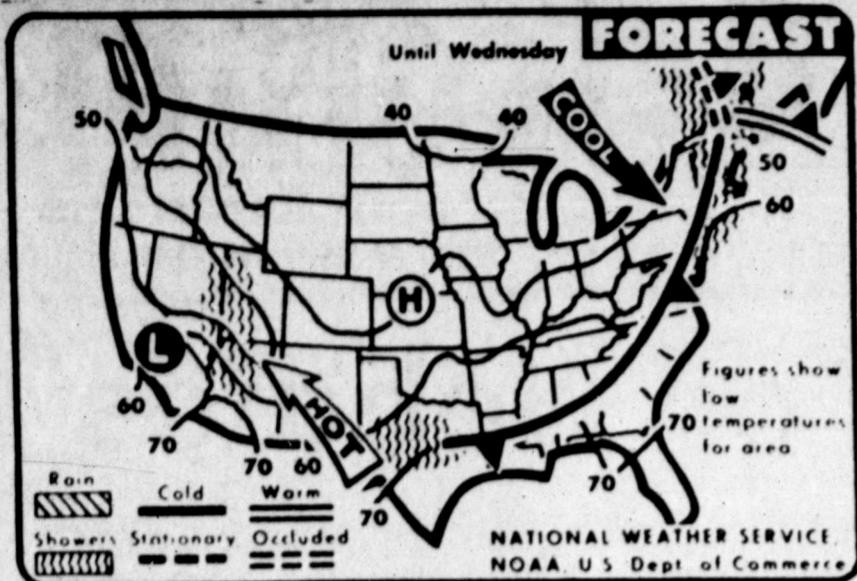 FORECAST
Until Wednesday
COOL
50
40
40
50
60
H
L
HOT
60
70
70
60
70
70
70
Figures show
low
temperatures
for area
Rain
Cold
Warm
Showers
Stationary
Occluded
NATIONAL WEATHER SERVICE,
NOAA, U S Dept. of Commerce